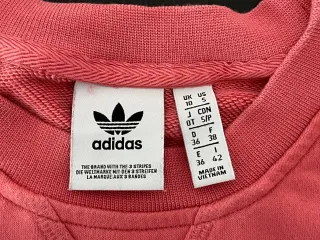 adidas
THE BRAND WITH THE 3 STRIPES
DIE WELTMARKE MIT DEN 3 STREIFEN
LA MARQUE AUX 3 BANDES
UK US
10 S
J CON
OT S/P
D F
36 38
E I
36 42
MADE IN
VIETNAM